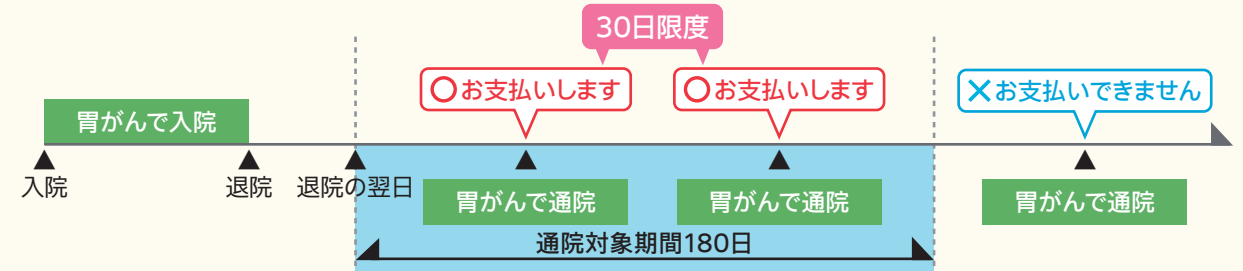 30日限度
〇お支払いします
〇お支払いします
×お支払いできません
胃がんで入院
▲
▲
▲
▲
▲
▲
入院
退院
退院の翌日
胃がんで通院
胃がんで通院
胃がんで通院
通院対象期間180日